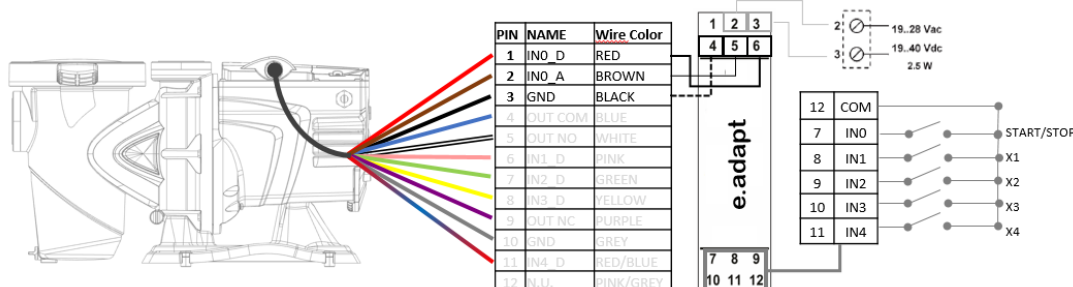 PIN NAME Wire Color
1 IN0_D RED
2 IN0_A BROWN
3 GND BLACK
4 OUT COM BLUE
5 OUT NO WHITE
6 IN1_D PINK
7 IN2_D GREEN
8 IN3_D YELLOW
9 OUT NC PURPLE
10 GND GREY
11 IN4_D RED/BLUE
12 N.U. PINK/GREY
1 2 3
4 5 6
e.adapt
7 8 9
10 11 12
2
19..28 Vac
3
19..40 Vdc
2.5 W
12 COM
7 IN0 START/STOP
8 IN1 X1
9 IN2 X2
10 IN3 X3
11 IN4 X4